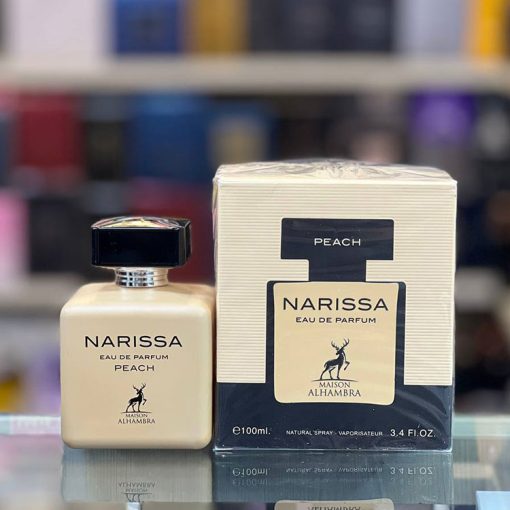 NARISSA
EAU DE PARFUM
PEACH
MAISON
ALHAMBRA
PEACH
NARISSA
EAU DE PARFUM
MAISON
ALHAMBRA
℮100ml. NATURAL SPRAY - VAPORISATEUR 3.4 FL.OZ.